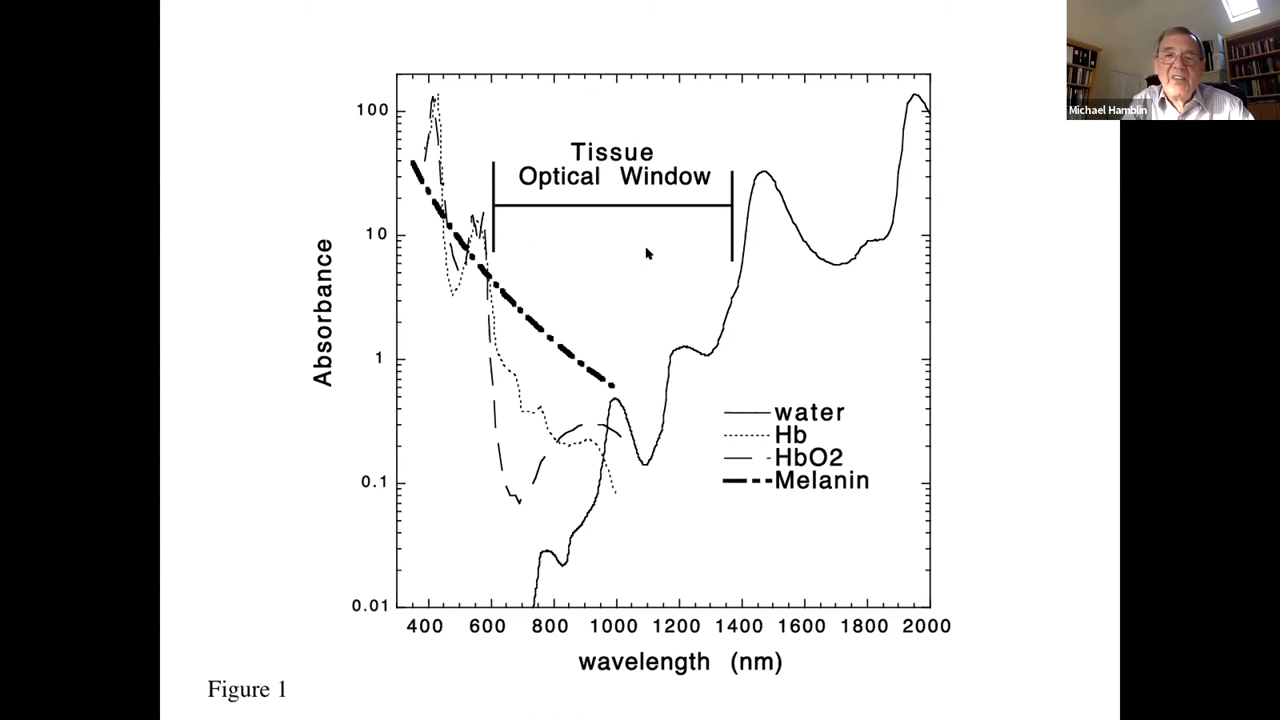 Michael Hamblin
100
10
1
0.1
0.01
Absorbance
Tissue
Optical Window
water
Hb
HbO2
Melanin
400 600 800 1000 1200 1400 1600 1800 2000
wavelength (nm)
Figure 1